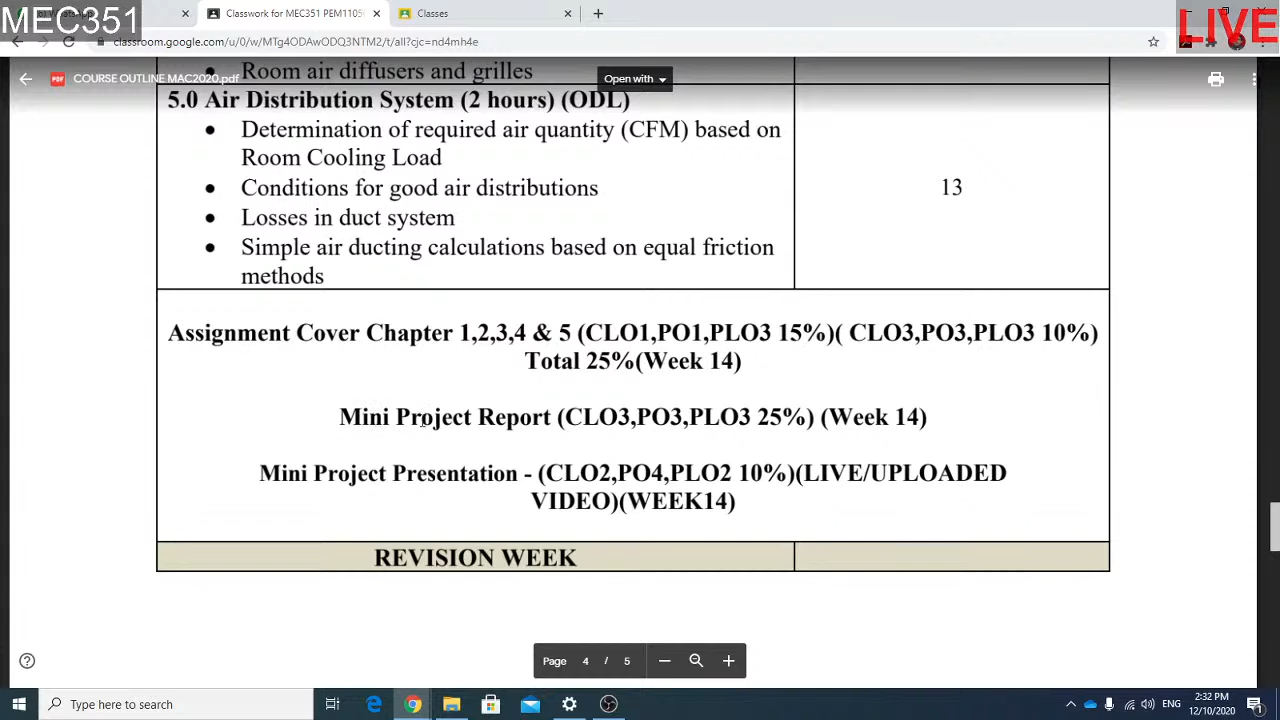 MEC351
WhatsApp
Classwork for MEC351 PEM1105
Classes
LIVE
classroom.google.com/u/0/w/MTg4ODAwODQ3NTM2/t/all?cjc=nd4mh4e
Room air diffusers and grilles
COURSE OUTLINE MAC2020.pdf
Open with
5.0 Air Distribution System (2 hours) (ODL)
Determination of required air quantity (CFM) based on
Room Cooling Load
Conditions for good air distributions
13
Losses in duct system
Simple air ducting calculations based on equal friction
methods
Assignment Cover Chapter 1,2,3,4 & 5 (CLO1,PO1,PLO3 15%)( CLO3,PO3,PLO3 10%)
Total 25%(Week 14)
Mini Project Report (CLO3,PO3,PLO3 25%) (Week 14)
Mini Project Presentation - (CLO2,PO4,PLO2 10%)(LIVE/UPLOADED
VIDEO)(WEEK14)
REVISION WEEK
Page 4 / 5
Type here to search
ENG
2:32 PM
12/10/2020